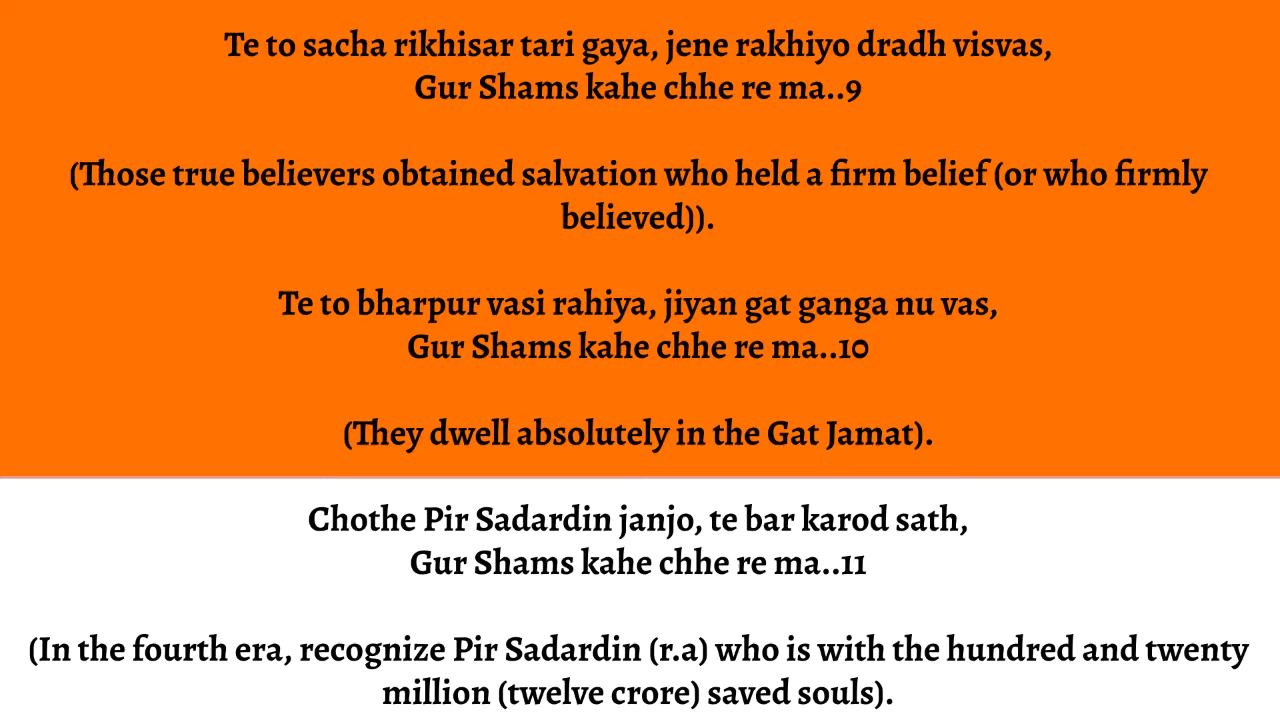 Te to sacha rikhisar tari gaya, jene rakhiyo dradh visvas,
Gur Shams kahe chhe re ma..9
(Those true believers obtained salvation who held a firm belief (or who firmly
believed)).
Te to bharpur vasi rahiya, jiyan gat ganga nu vas,
Gur Shams kahe chhe re ma..10
(They dwell absolutely in the Gat Jamat).
Chothe Pir Sadardin janjo, te bar karod sath,
Gur Shams kahe chhe re ma..11
(In the fourth era, recognize Pir Sadardin (r.a) who is with the hundred and twenty
million (twelve crore) saved souls).